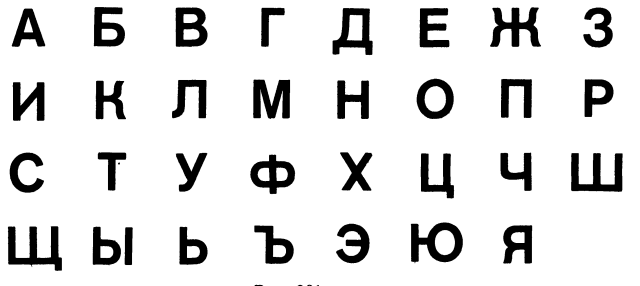 А Б В Г Д Е Ж З
И К Л М Н О П Р
С Т У Ф Х Ц Ч Ш
Щ Ы Ь Ъ Э Ю Я